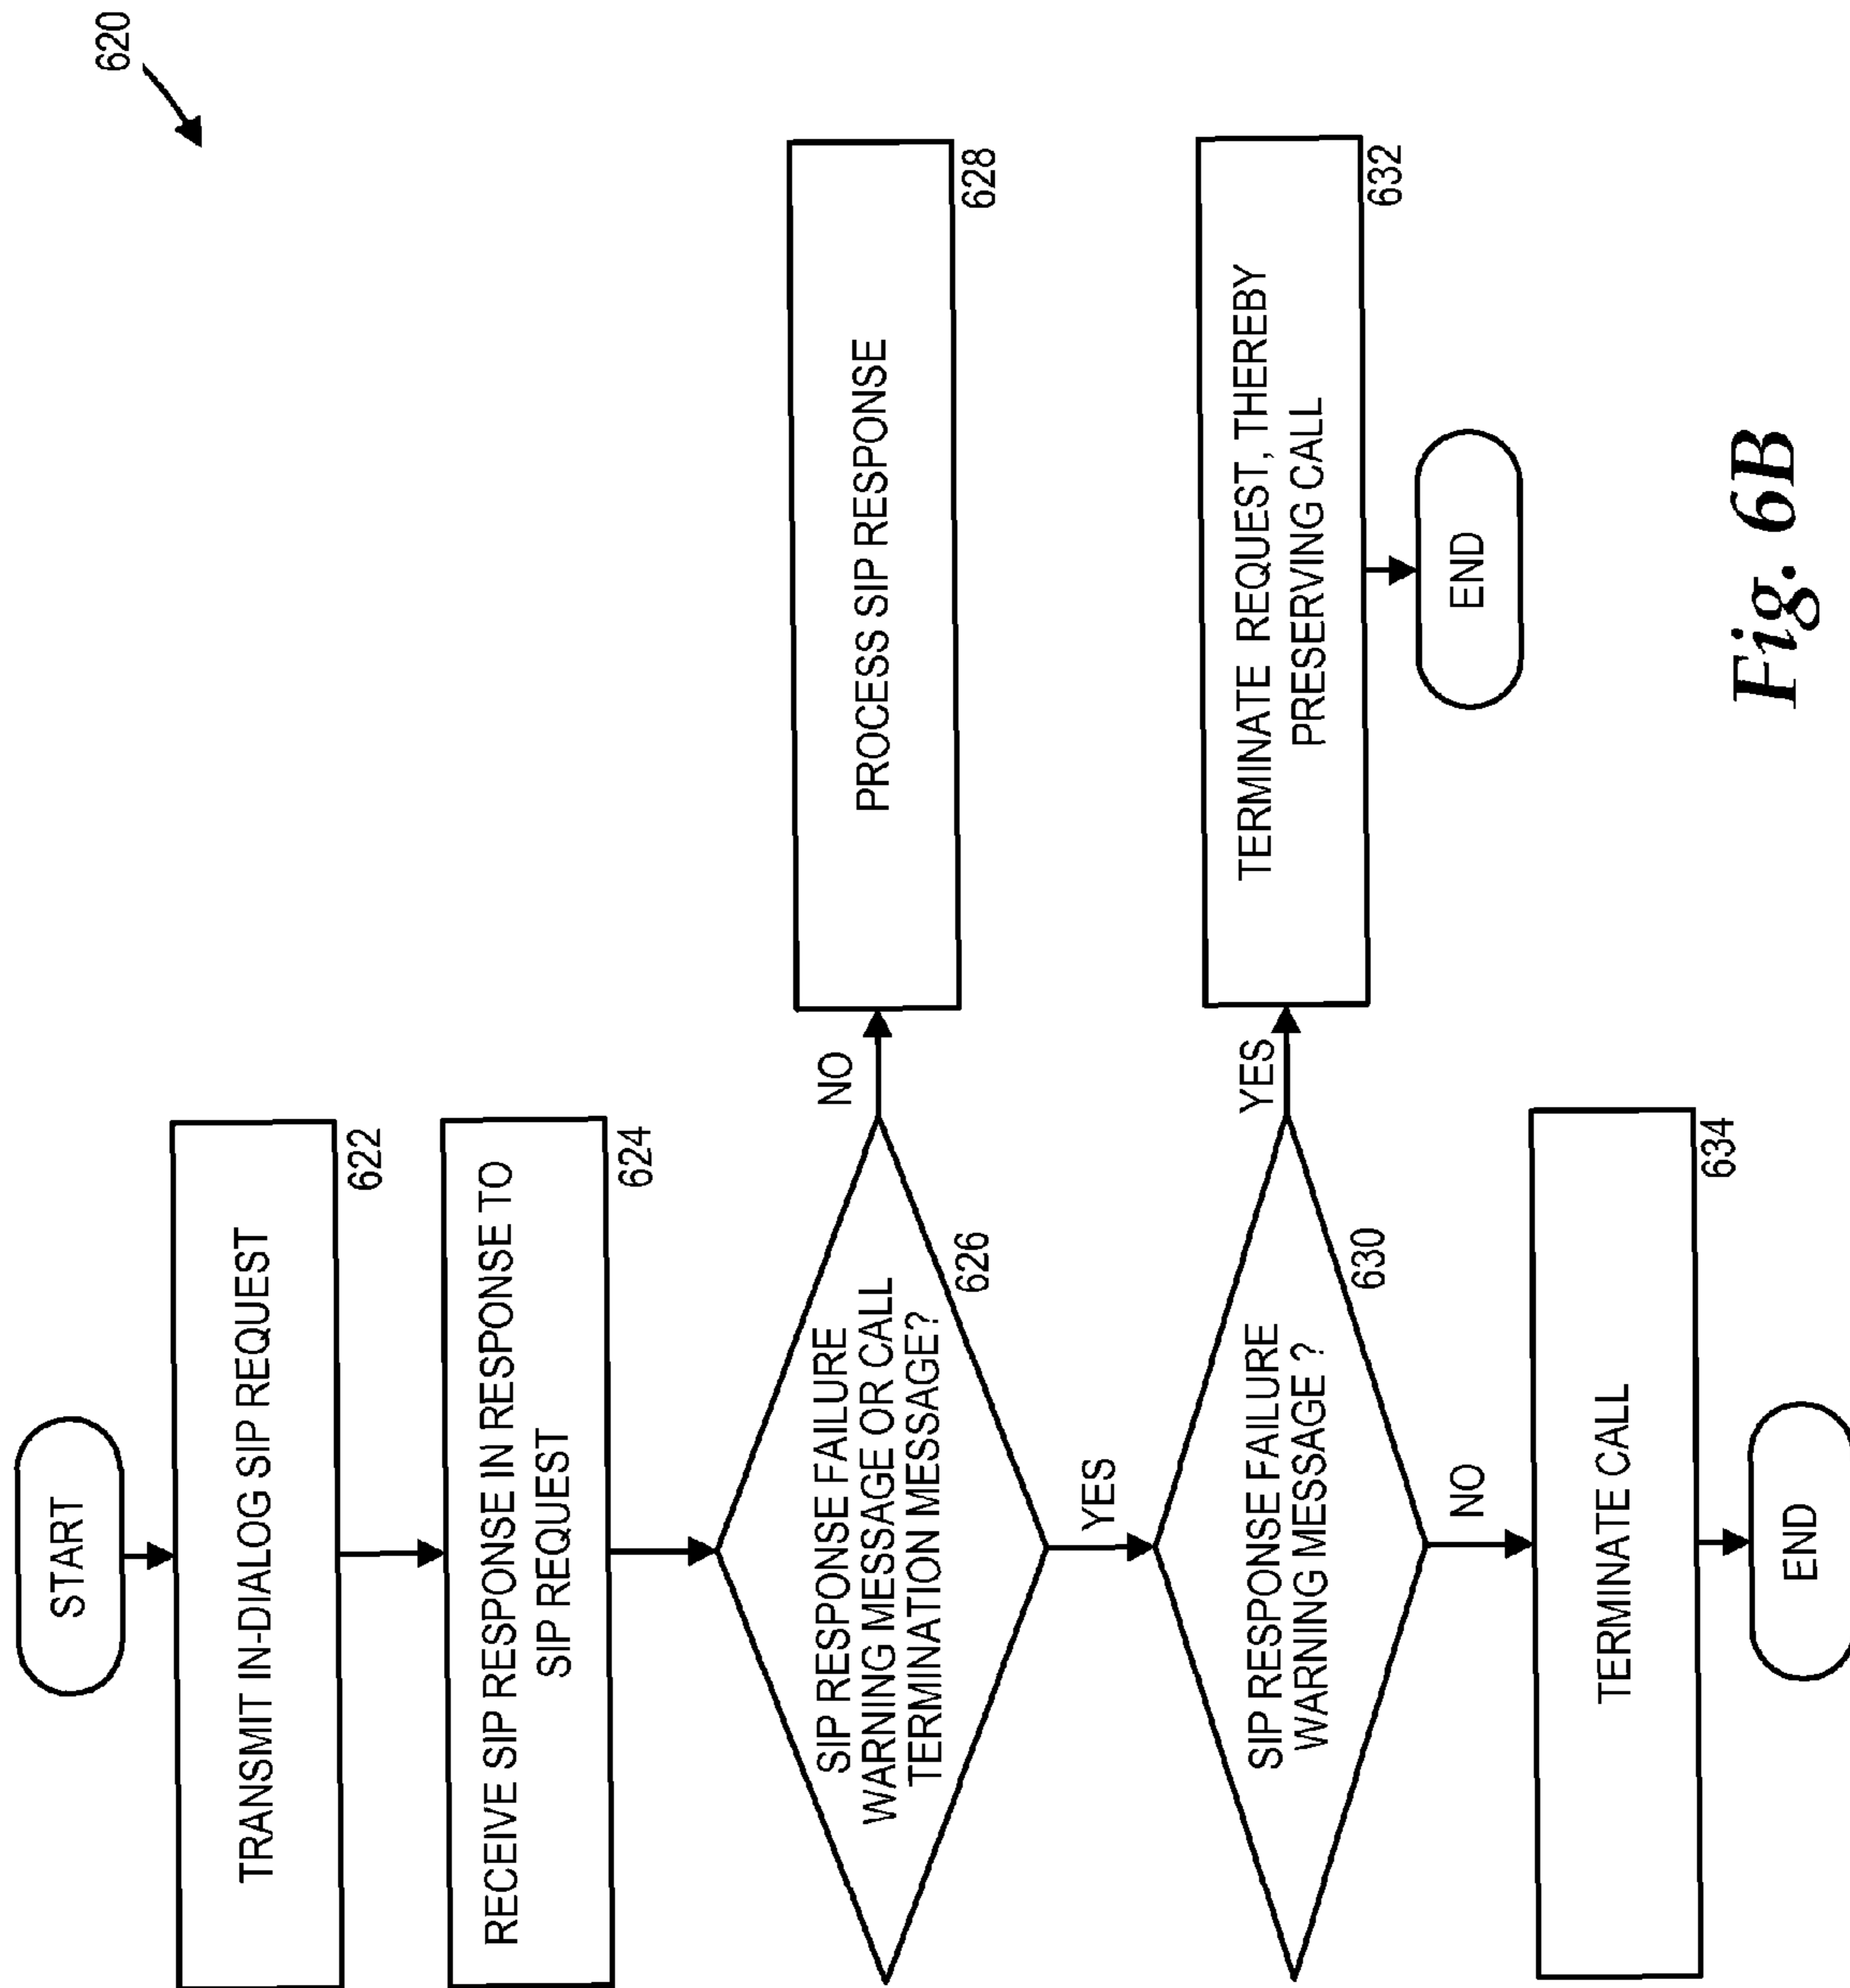 620
START
TRANSMIT IN-DIALOG SIP REQUEST
622
RECEIVE SIP RESPONSE IN RESPONSE TO
SIP REQUEST
624
SIP RESPONSE FAILURE
WARNING MESSAGE OR CALL
TERMINATION MESSAGE?
626
NO
PROCESS SIP RESPONSE
628
YES
SIP RESPONSE FAILURE
WARNING MESSAGE ?
630
YES
TERMINATE REQUEST, THEREBY
PRESERVING CALL
632
END
NO
TERMINATE CALL
634
END
Fig. 6B